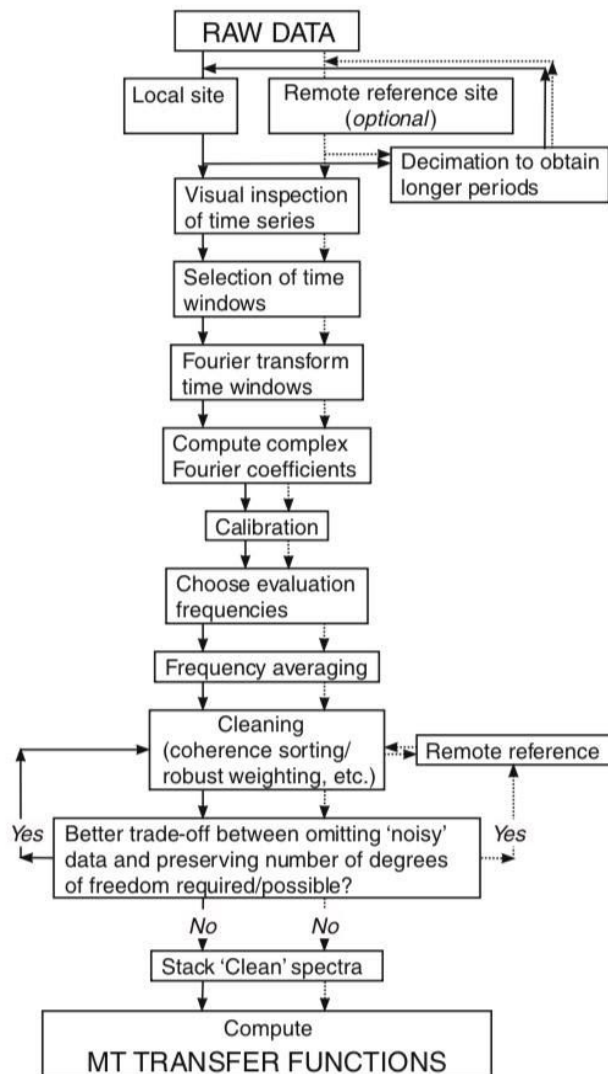 RAW DATA
Local site
Remote reference site
(optional)
Decimation to obtain
longer periods
Visual inspection
of time series
Selection of time
windows
Fourier transform
time windows
Compute complex
Fourier coefficients
Calibration
Choose evaluation
frequencies
Frequency averaging
Cleaning
(coherence sorting/
robust weighting, etc.)
Remote reference
Yes
Better trade-off between omitting ‘noisy’
data and preserving number of degrees
of freedom required/possible?
Yes
No
No
Stack ‘Clean’ spectra
Compute
MT TRANSFER FUNCTIONS